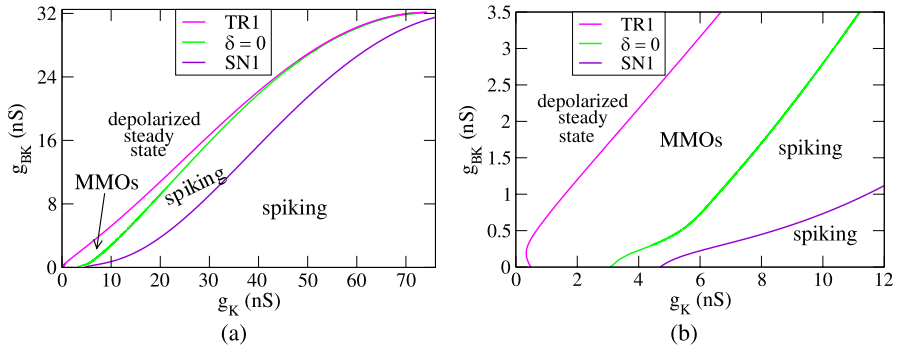 TR1
δ = 0
SN1
32
24
16
8
0
g_BK (nS)
depolarized
steady
state
MMOs
spiking
spiking
0 10 20 30 40 50 60 70
g_K (nS)
(a)
TR1
δ = 0
SN1
3.5
3
2.5
2
1.5
1
0.5
0
g_BK (nS)
depolarized
steady
state
MMOs
spiking
spiking
0 2 4 6 8 10 12
g_K (nS)
(b)